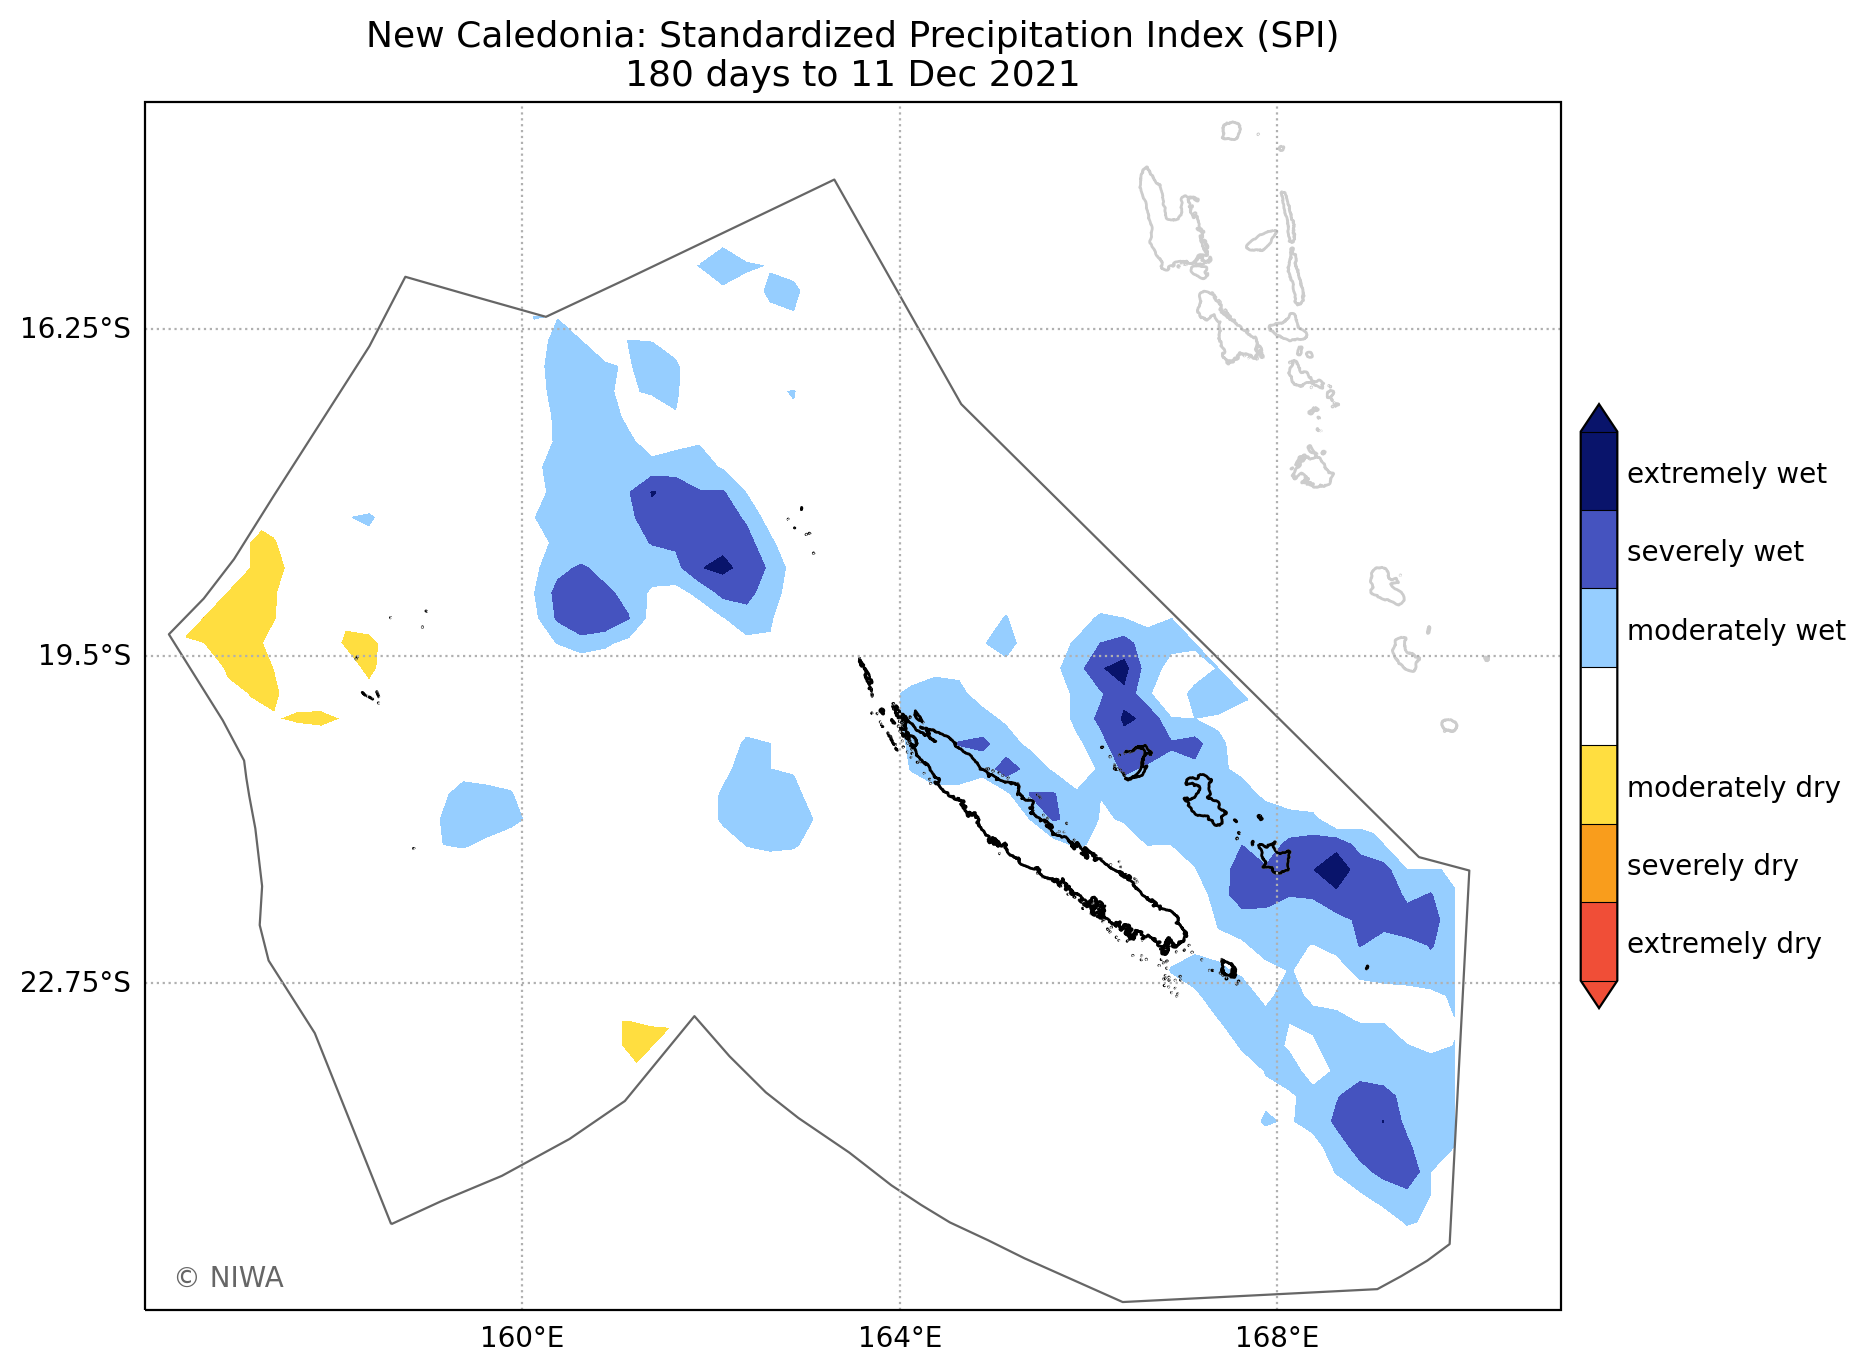 New Caledonia: Standardized Precipitation Index (SPI)
180 days to 11 Dec 2021
16.25°S
19.5°S
22.75°S
160°E
164°E
168°E
extremely wet
severely wet
moderately wet
moderately dry
severely dry
extremely dry
© NIWA